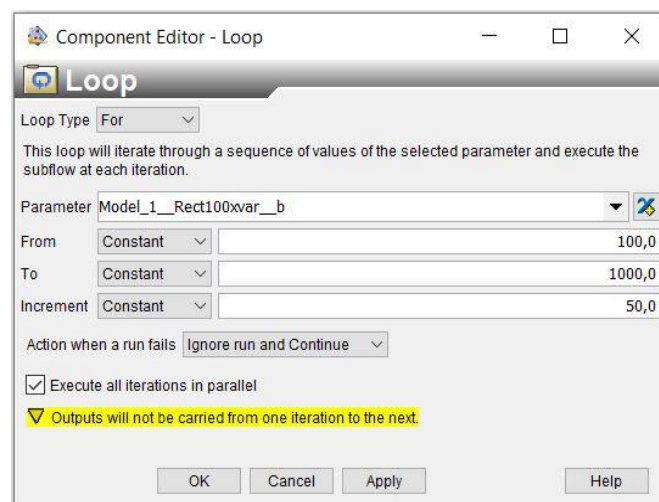 Component Editor - Loop
Loop
Loop Type For
This loop will iterate through a sequence of values of the selected parameter and execute the
subflow at each iteration.
Parameter Model_1__Rect100xvar__b
From Constant 100,0
To Constant 1000,0
Increment Constant 50,0
Action when a run fails Ignore run and Continue
Execute all iterations in parallel
Outputs will not be carried from one iteration to the next.
OK Cancel Apply Help